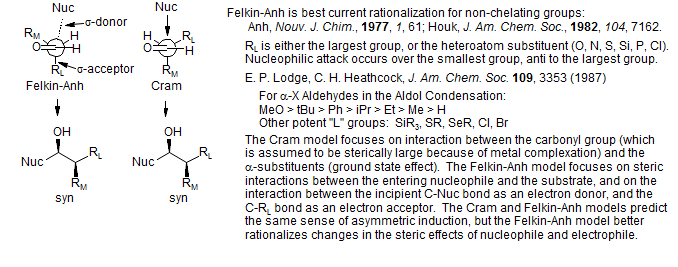 Nuc
σ-donor
R_M H
O H
R_L σ-acceptor
Felkin-Anh
OH
Nuc R_L
R_M
syn
Nuc
H R_L
O H
R_M
Cram
OH
Nuc R_L
R_M
syn
Felkin-Anh is best current rationalization for non-chelating groups:
Anh, Nouv. J. Chim., 1977, 1, 61; Houk, J. Am. Chem. Soc., 1982, 104, 7162.
R_L is either the largest group, or the heteroatom substituent (O, N, S, Si, P, Cl).
Nucleophilic attack occurs over the smallest group, anti to the largest group.
E. P. Lodge, C. H. Heathcock, J. Am. Chem. Soc. 109, 3353 (1987)
For α-X Aldehydes in the Aldol Condensation:
MeO > tBu > Ph > iPr > Et > Me > H
Other potent "L" groups: SiR₃, SR, SeR, Cl, Br
The Cram model focuses on interaction between the carbonyl group (which
is assumed to be sterically large because of metal complexation) and the
α-substituents (ground state effect). The Felkin-Anh model focuses on steric
interactions between the entering nucleophile and the substrate, and on the
interaction between the incipient C-Nuc bond as an electron donor, and the
C-R_L bond as an electron acceptor. The Cram and Felkin-Anh models predict
the same sense of asymmetric induction, but the Felkin-Anh model better
rationalizes changes in the steric effects of nucleophile and electrophile.